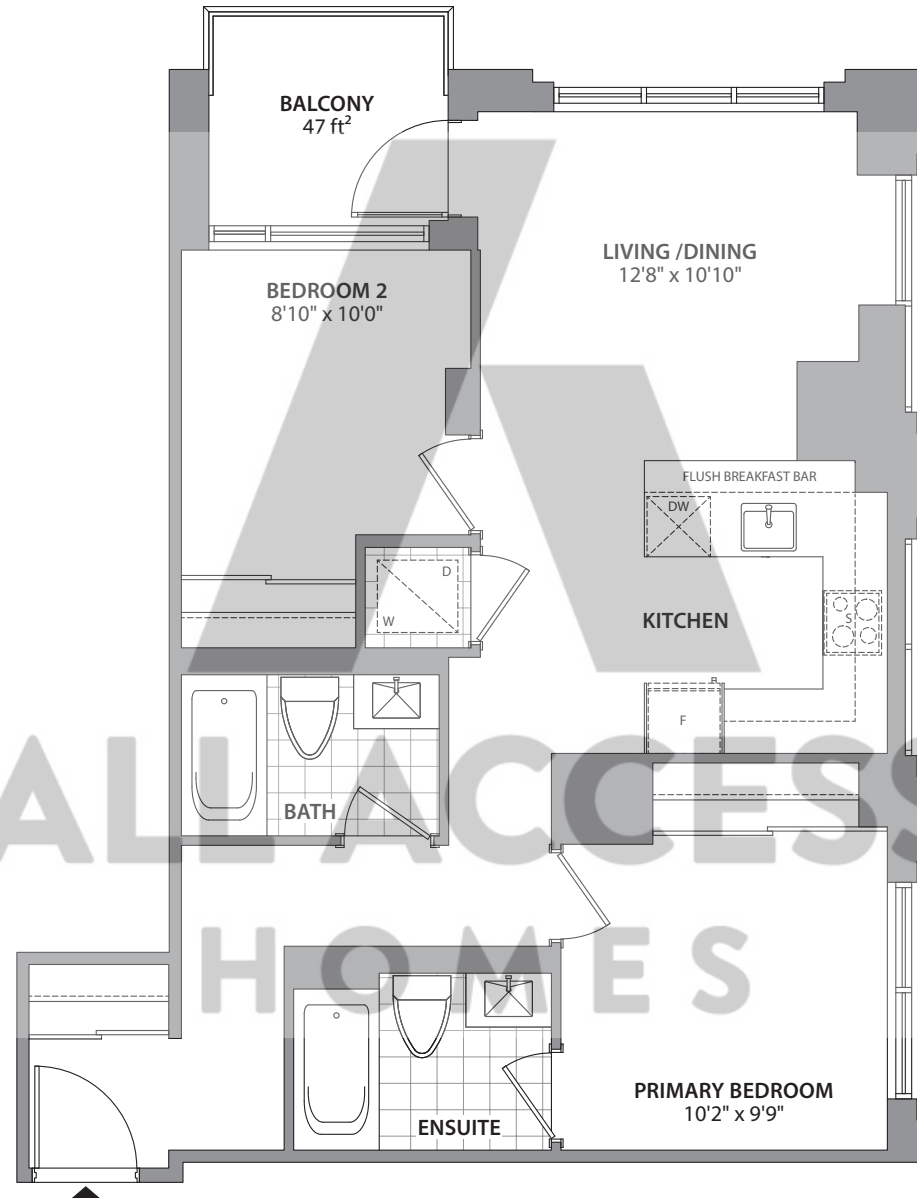 BALCONY
47 ft²
LIVING /DINING
12'8" x 10'10"
BEDROOM 2
8'10" x 10'0"
FLUSH BREAKFAST BAR
DW
D
W
KITCHEN
S
F
BATH
ALL ACCESS
HOMES
PRIMARY BEDROOM
10'2" x 9'9"
ENSUITE